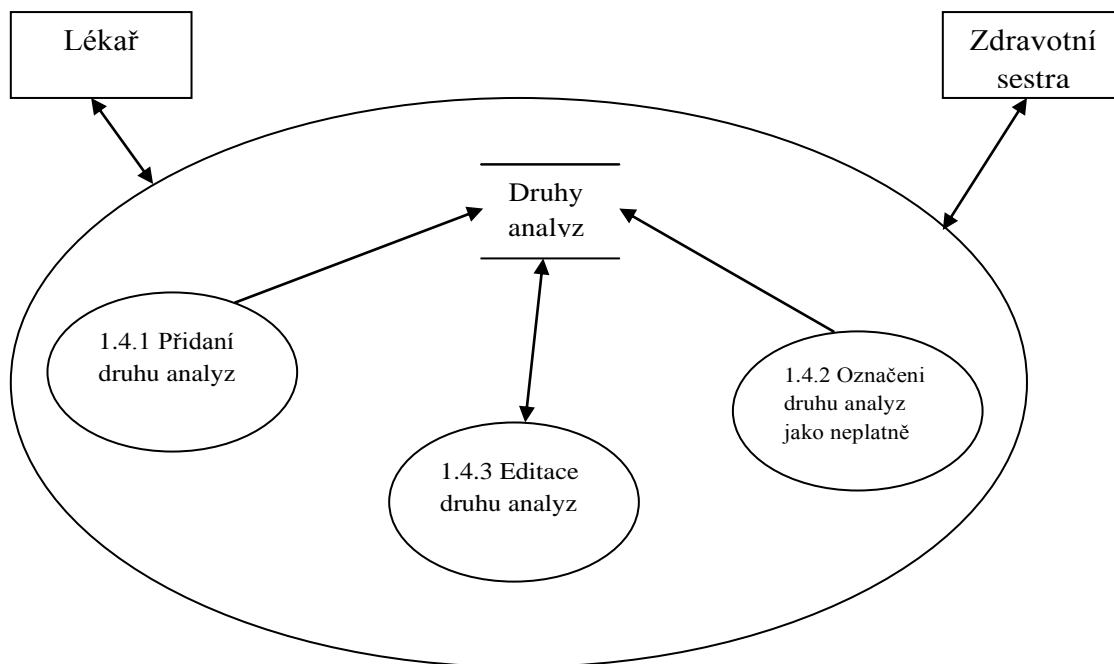 Lékař
Zdravotní
sestra
Druhy
analyz
1.4.1 Přidaní
druhu analyz
1.4.2 Označeni
druhu analyz
jako neplatně
1.4.3 Editace
druhu analyz